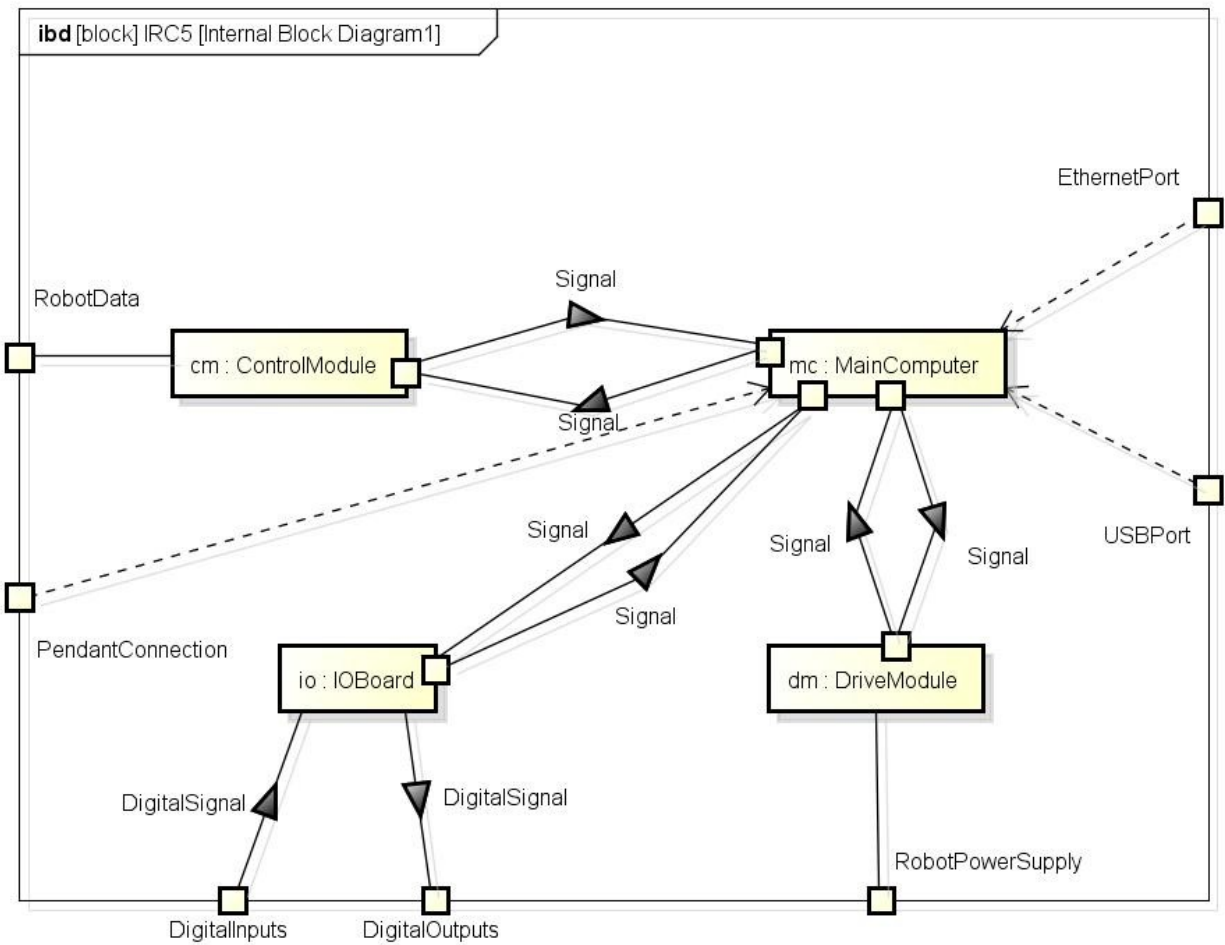 ibd [block] IRC5 [Internal Block Diagram1]
EthernetPort
Signal
RobotData
cm : ControlModule
mc : MainComputer
Signal
Signal
Signal
Signal
USBPort
Signal
PendantConnection
io : IOBoard
dm : DriveModule
DigitalSignal
DigitalSignal
RobotPowerSupply
DigitalInputs
DigitalOutputs